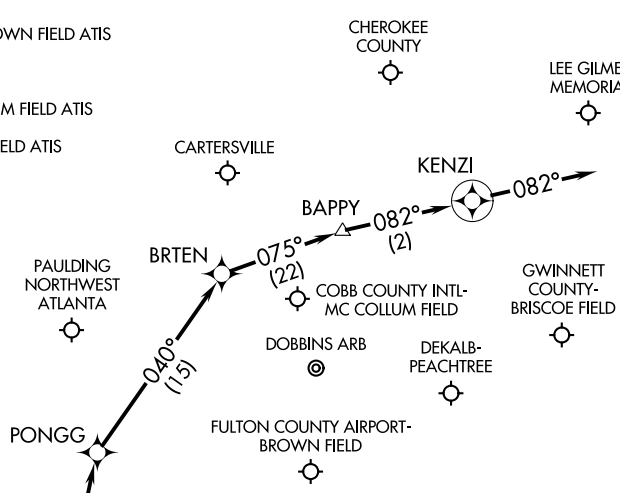 OWN FIELD ATIS
CHEROKEE
COUNTY
LEE GILME
MEMORIA
M FIELD ATIS
ELD ATIS
CARTERSVILLE
KENZI
082°
BAPPY
082°
(2)
BRTEN
075°
(22)
PAULDING
NORTHWEST
ATLANTA
COBB COUNTY INTL-
MC COLLUM FIELD
GWINNETT
COUNTY-
BRISCOE FIELD
DOBBINS ARB
DEKALB-
PEACHTREE
040°
(15)
PONGG
FULTON COUNTY AIRPORT-
BROWN FIELD